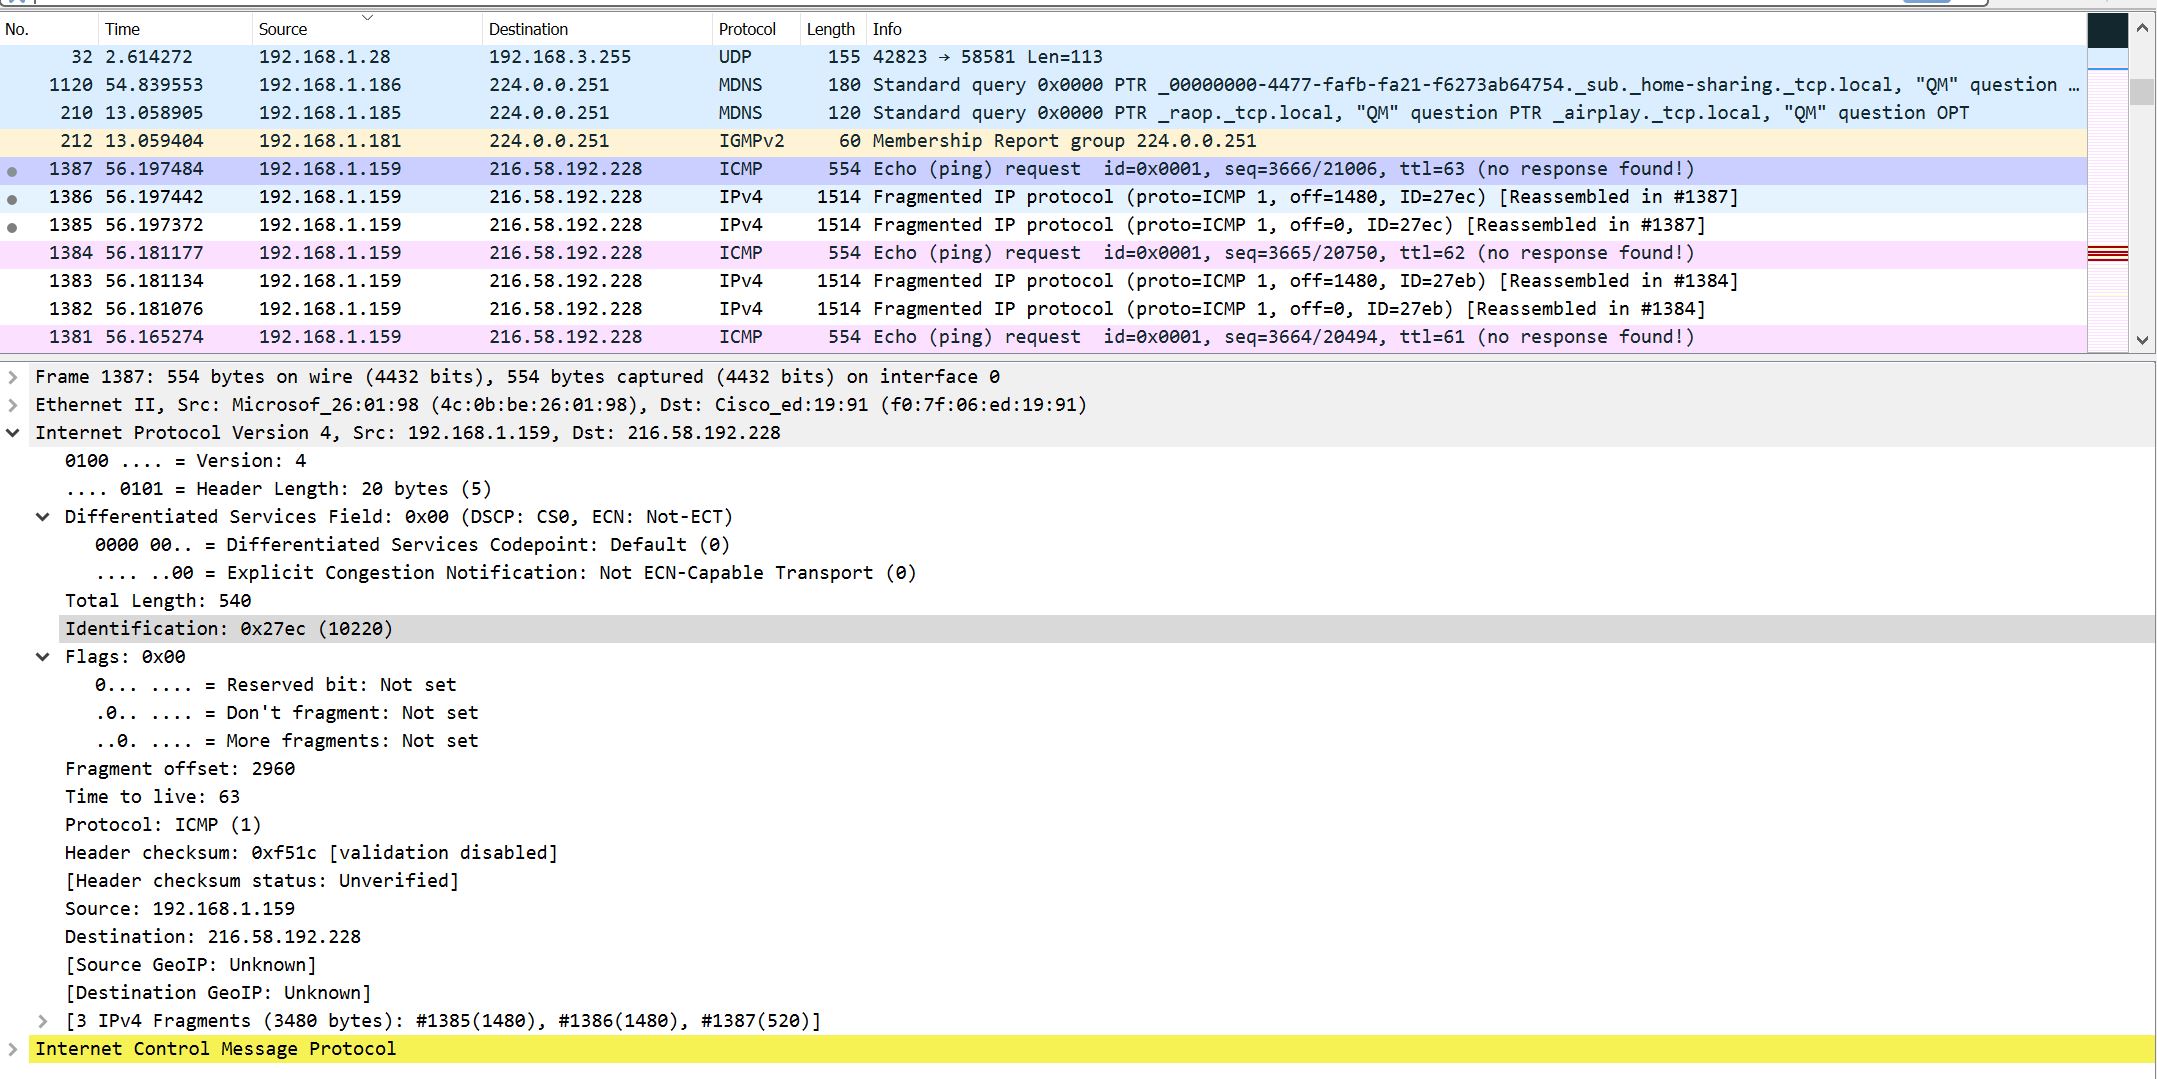 No. Time Source Destination Protocol Length Info
32 2.614272 192.168.1.28 192.168.3.255 UDP 155 42823 → 58581 Len=113
1120 54.839553 192.168.1.186 224.0.0.251 MDNS 180 Standard query 0x0000 PTR _00000000-4477-fafb-fa21-f6273ab64754._sub._home-sharing._tcp.local, "QM" question …
210 13.058905 192.168.1.185 224.0.0.251 MDNS 120 Standard query 0x0000 PTR _raop._tcp.local, "QM" question PTR _airplay._tcp.local, "QM" question OPT
212 13.059404 192.168.1.181 224.0.0.251 IGMPv2 60 Membership Report group 224.0.0.251
1387 56.197484 192.168.1.159 216.58.192.228 ICMP 554 Echo (ping) request id=0x0001, seq=3666/21006, ttl=63 (no response found!)
1386 56.197442 192.168.1.159 216.58.192.228 IPv4 1514 Fragmented IP protocol (proto=ICMP 1, off=1480, ID=27ec) [Reassembled in #1387]
1385 56.197372 192.168.1.159 216.58.192.228 IPv4 1514 Fragmented IP protocol (proto=ICMP 1, off=0, ID=27ec) [Reassembled in #1387]
1384 56.181177 192.168.1.159 216.58.192.228 ICMP 554 Echo (ping) request id=0x0001, seq=3665/20750, ttl=62 (no response found!)
1383 56.181134 192.168.1.159 216.58.192.228 IPv4 1514 Fragmented IP protocol (proto=ICMP 1, off=1480, ID=27eb) [Reassembled in #1384]
1382 56.181076 192.168.1.159 216.58.192.228 IPv4 1514 Fragmented IP protocol (proto=ICMP 1, off=0, ID=27eb) [Reassembled in #1384]
1381 56.165274 192.168.1.159 216.58.192.228 ICMP 554 Echo (ping) request id=0x0001, seq=3664/20494, ttl=61 (no response found!)
Frame 1387: 554 bytes on wire (4432 bits), 554 bytes captured (4432 bits) on interface 0
Ethernet II, Src: Microsof_26:01:98 (4c:0b:be:26:01:98), Dst: Cisco_ed:19:91 (f0:7f:06:ed:19:91)
Internet Protocol Version 4, Src: 192.168.1.159, Dst: 216.58.192.228
0100 .... = Version: 4
.... 0101 = Header Length: 20 bytes (5)
Differentiated Services Field: 0x00 (DSCP: CS0, ECN: Not-ECT)
0000 00.. = Differentiated Services Codepoint: Default (0)
.... ..00 = Explicit Congestion Notification: Not ECN-Capable Transport (0)
Total Length: 540
Identification: 0x27ec (10220)
Flags: 0x00
0... .... = Reserved bit: Not set
.0.. .... = Don't fragment: Not set
..0. .... = More fragments: Not set
Fragment offset: 2960
Time to live: 63
Protocol: ICMP (1)
Header checksum: 0xf51c [validation disabled]
[Header checksum status: Unverified]
Source: 192.168.1.159
Destination: 216.58.192.228
[Source GeoIP: Unknown]
[Destination GeoIP: Unknown]
[3 IPv4 Fragments (3480 bytes): #1385(1480), #1386(1480), #1387(520)]
Internet Control Message Protocol